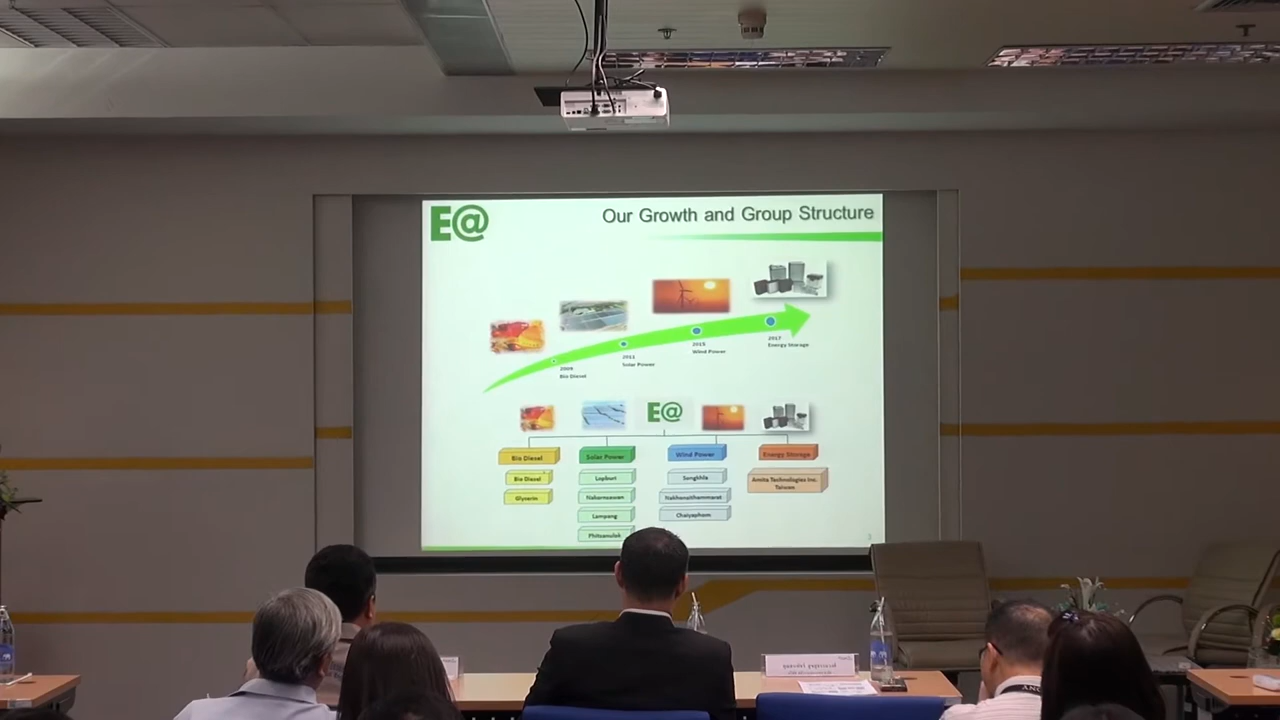 E@
Our Growth and Group Structure
2009
Bio Diesel
2011
Solar Power
2015
Wind Power
2017
Energy Storage
E@
Bio Diesel
Solar Power
Wind Power
Energy Storage
Bio Diesel
Glycerin
Lopburi
Nakornsawan
Lampang
Phitsanulok
Songkhla
Nakhonsithammarat
Chaiyaphom
Amita Technologies Inc.
Taiwan
3